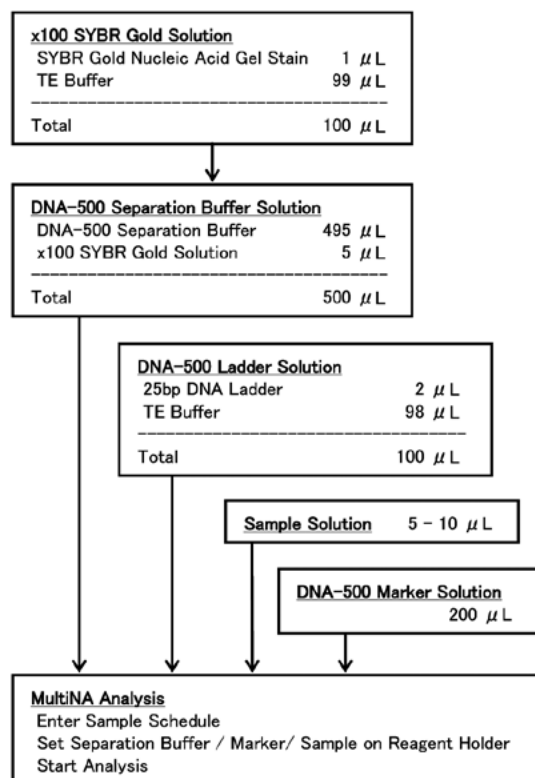 x100 SYBR Gold Solution
SYBR Gold Nucleic Acid Gel Stain 1 μL
TE Buffer 99 μL
Total 100 μL
DNA-500 Separation Buffer Solution
DNA-500 Separation Buffer 495 μL
x100 SYBR Gold Solution 5 μL
Total 500 μL
DNA-500 Ladder Solution
25bp DNA Ladder 2 μL
TE Buffer 98 μL
Total 100 μL
Sample Solution 5 - 10 μL
DNA-500 Marker Solution
200 μL
MultiNA Analysis
Enter Sample Schedule
Set Separation Buffer / Marker/ Sample on Reagent Holder
Start Analysis